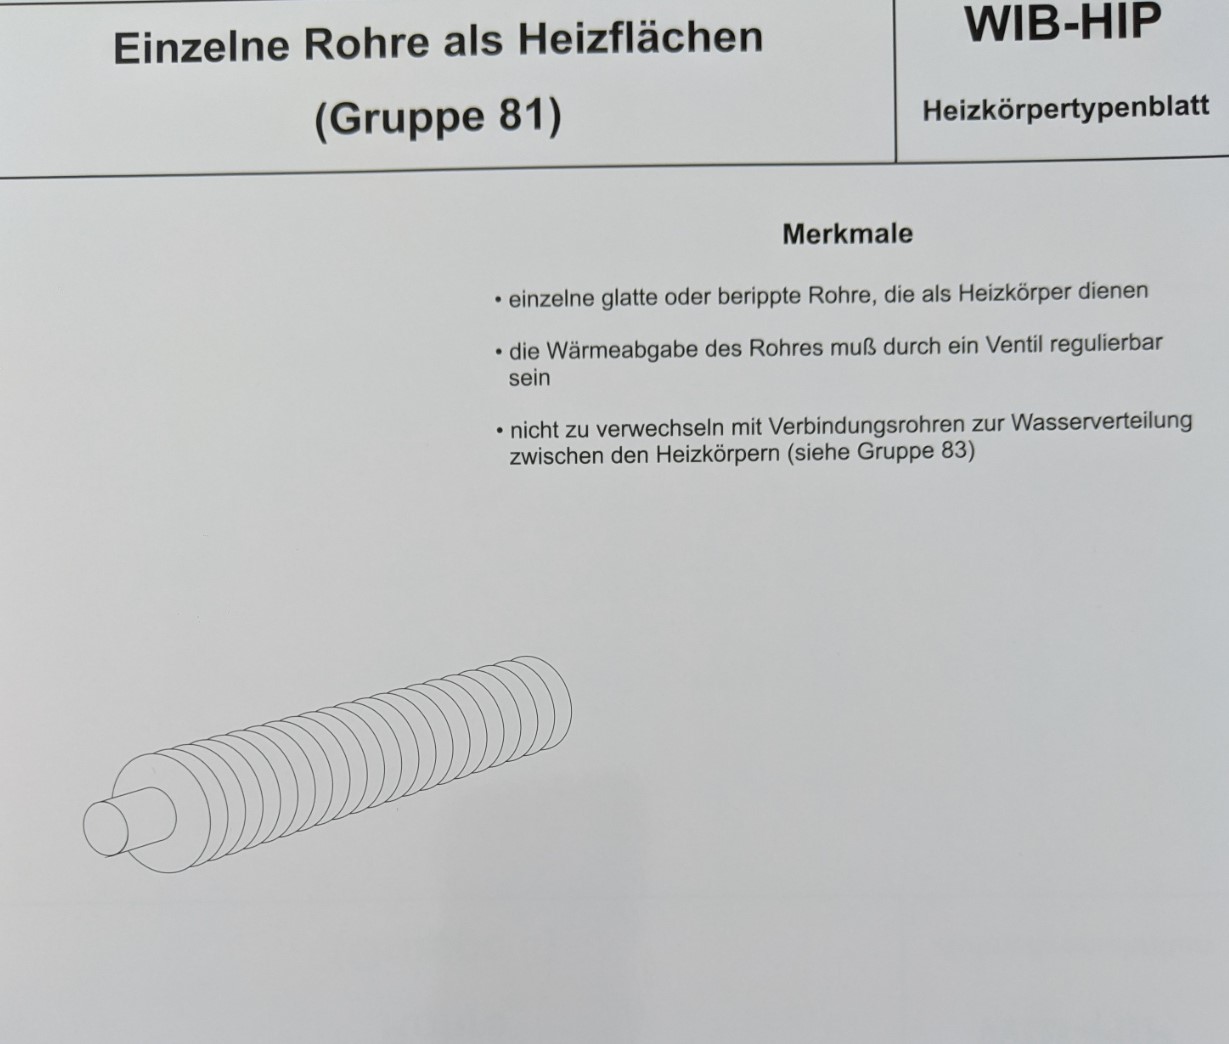 Einzelne Rohre als Heizflächen
(Gruppe 81)
WIB-HIP
Heizkörpertypenblatt
Merkmale
• einzelne glatte oder berippte Rohre, die als Heizkörper dienen
• die Wärmeabgabe des Rohres muß durch ein Ventil regulierbar
sein
• nicht zu verwechseln mit Verbindungsrohren zur Wasserverteilung
zwischen den Heizkörpern (siehe Gruppe 83)